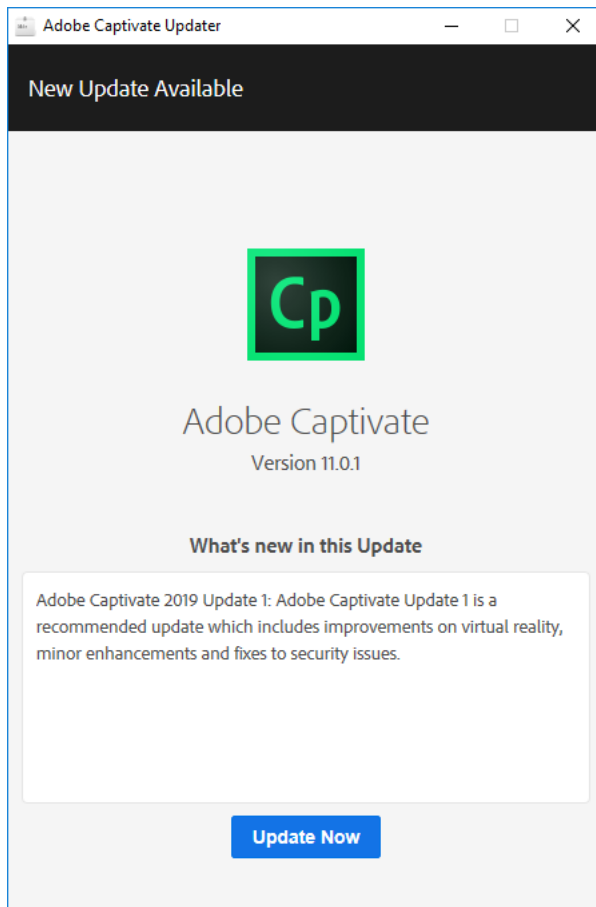 Adobe Captivate Updater
New Update Available
Cp
Adobe Captivate
Version 11.0.1
What's new in this Update
Adobe Captivate 2019 Update 1: Adobe Captivate Update 1 is a
recommended update which includes improvements on virtual reality,
minor enhancements and fixes to security issues.
Update Now